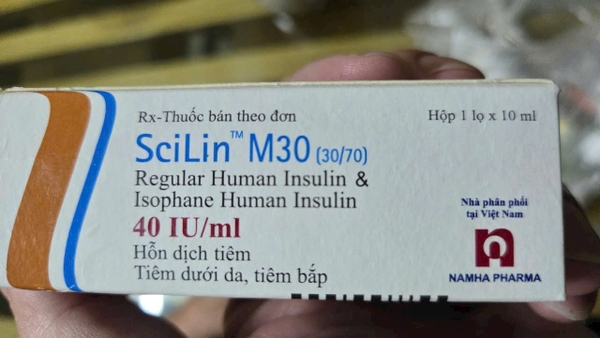 Rx-Thuốc bán theo đơn
Hộp 1 lọ x 10 ml
SciLin™ M30 (30/70)
Regular Human Insulin &
Isophane Human Insulin
40 IU/ml
Hỗn dịch tiêm
Tiêm dưới da, tiêm bắp
Nhà phân phối
tại Việt Nam
NAMHA PHARMA